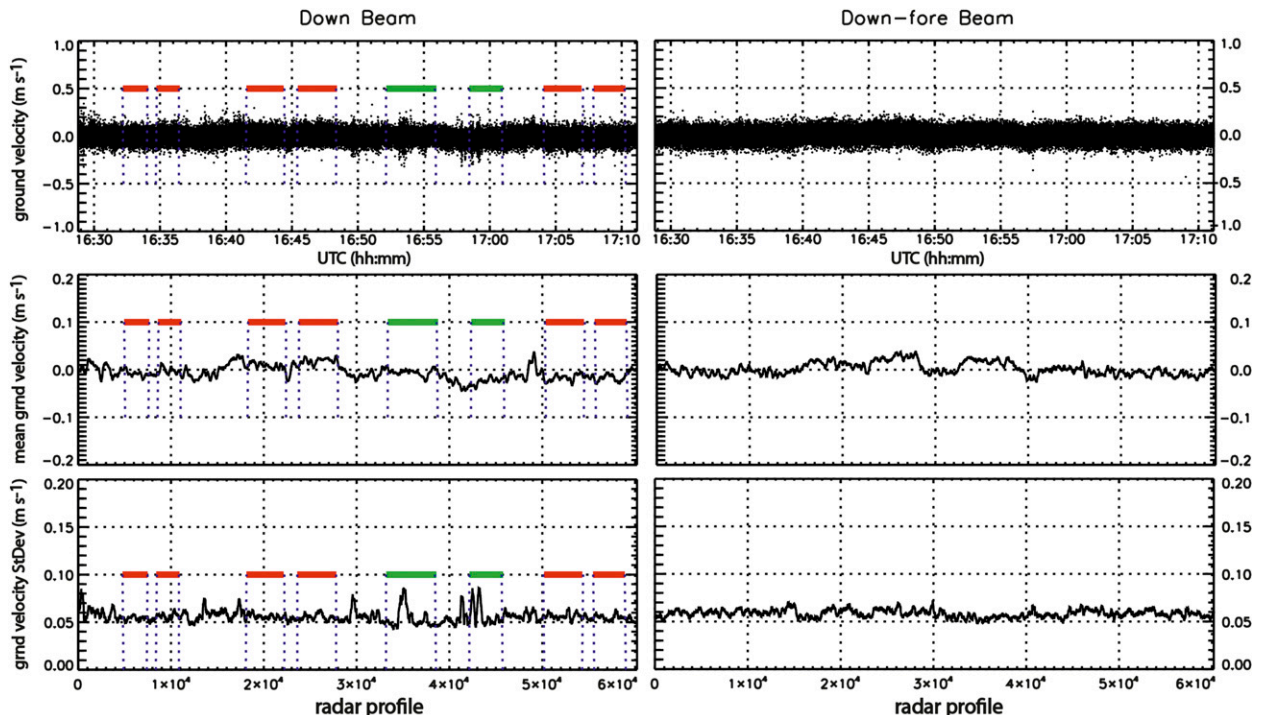 Down Beam
Down-fore Beam
ground velocity (m s⁻¹)
1.0
0.5
0.0
−0.5
−1.0
1.0
0.5
0.0
0.5
1.0
16:30 16:35 16:40 16:45 16:50 16:55 17:00 17:05 17:10
16:30 16:35 16:40 16:45 16:50 16:55 17:00 17:05 17:10
UTC (hh:mm)
UTC (hh:mm)
mean grnd velocity (m s⁻¹)
0.2
0.1
0.0
−0.1
−0.2
0.2
0.1
0.0
−0.1
−0.2
grnd velocity StDev (m s⁻¹)
0.20
0.15
0.10
0.05
0.00
0.20
0.15
0.10
0.05
0.00
0 1×10⁴ 2×10⁴ 3×10⁴ 4×10⁴ 5×10⁴ 6×10⁴
0 1×10⁴ 2×10⁴ 3×10⁴ 4×10⁴ 5×10⁴ 6×10⁴
radar profile
radar profile